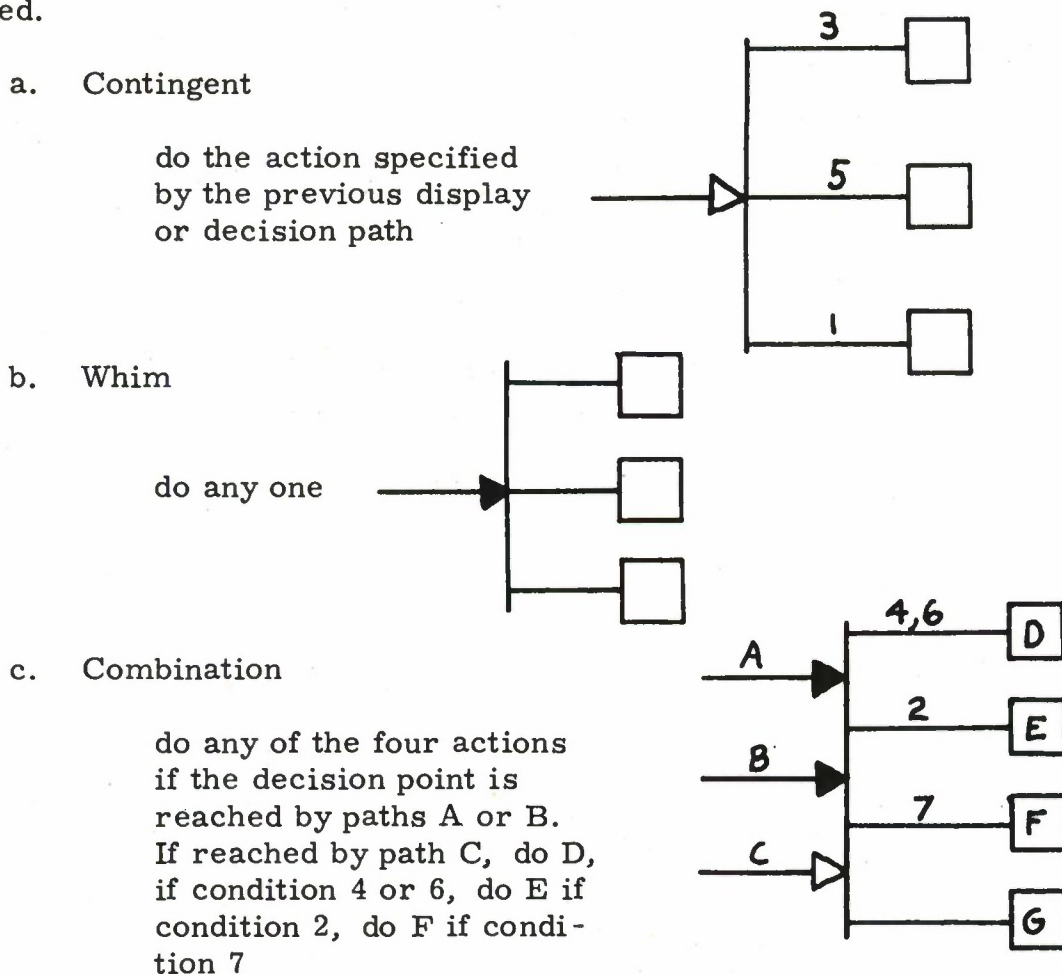 ed.
a. Contingent
do the action specified
by the previous display
or decision path
3
5
1
b. Whim
do any one
c. Combination
do any of the four actions
if the decision point is
reached by paths A or B.
If reached by path C, do D,
if condition 4 or 6, do E if
condition 2, do F if condi-
tion 7
A
B
C
4,6
D
2
E
7
F
G